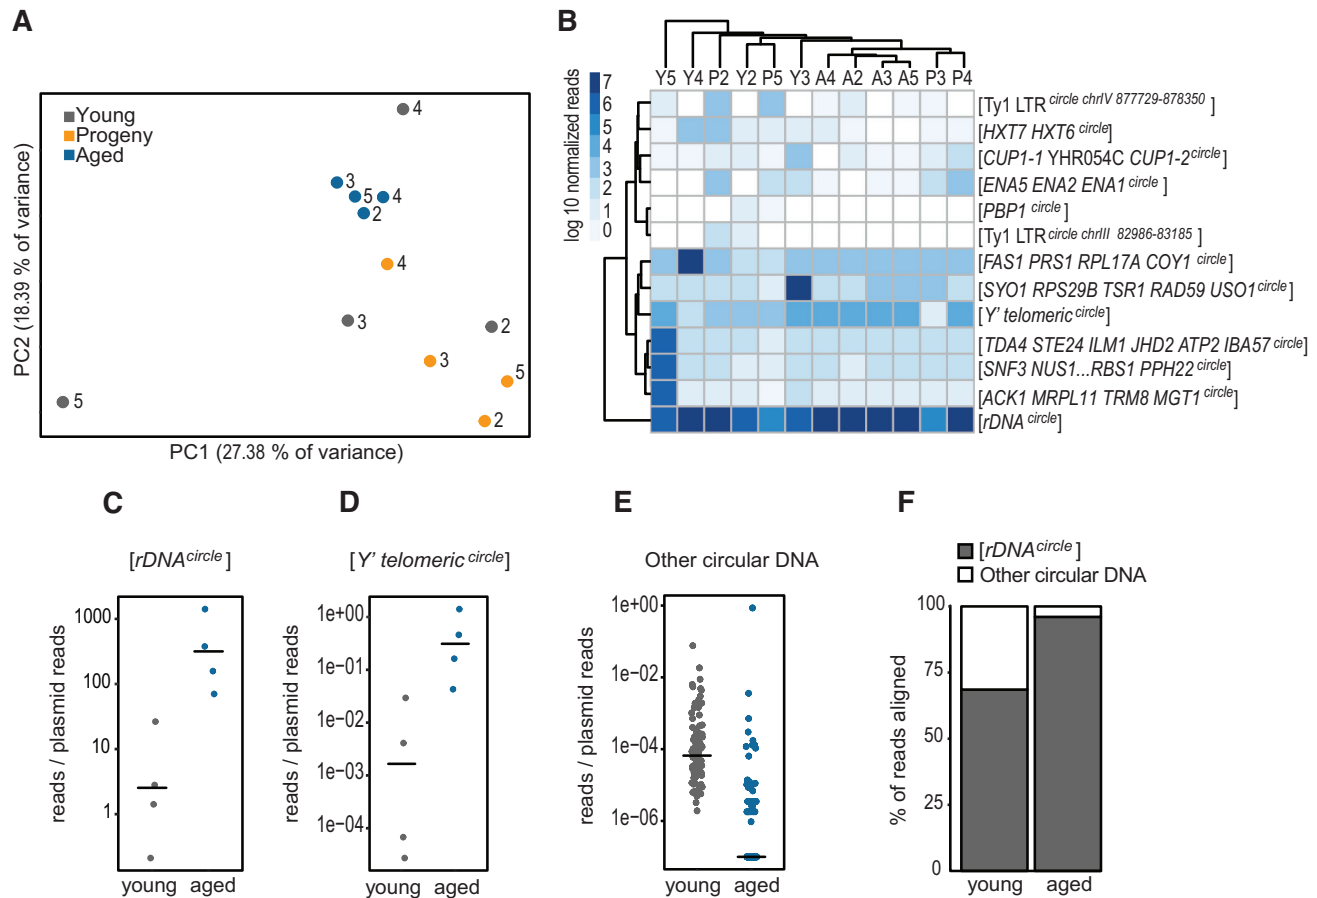 A
Young
Progeny
Aged
4
3
5
4
2
4
3
2
3
5
5
2
PC2 (18.39 % of variance)
PC1 (27.38 % of variance)
B
Y5 Y4 P2 Y2 P5 Y3 A4 A2 A3 A5 P3 P4
log 10 normalized reads
7
6
5
4
3
2
1
0
[Ty1 LTR circle chrIV 877729-878350 ]
[HXT7 HXT6 circle]
[CUP1-1 YHR054C CUP1-2 circle]
[ENA5 ENA2 ENA1 circle ]
[PBP1 circle ]
[Ty1 LTR circle chrIII 82986-83185 ]
[FAS1 PRS1 RPL17A COY1 circle ]
[SYO1 RPS29B TSR1 RAD59 USO1 circle]
[Y' telomeric circle]
[TDA4 STE24 ILM1 JHD2 ATP2 IBA57 circle]
[SNF3 NUS1...RBS1 PPH22 circle]
[ACK1 MRPL11 TRM8 MGT1 circle]
[rDNA circle]
C
[rDNA circle ]
reads / plasmid reads
1000
100
10
1
young aged
D
[Y' telomeric circle]
reads / plasmid reads
1e+00
1e−01
1e−02
1e−03
1e−04
young aged
E
Other circular DNA
reads / plasmid reads
1e+00
1e−02
1e−04
1e−06
young aged
F
[rDNA circle ]
Other circular DNA
% of reads aligned
100
75
50
25
0
young aged